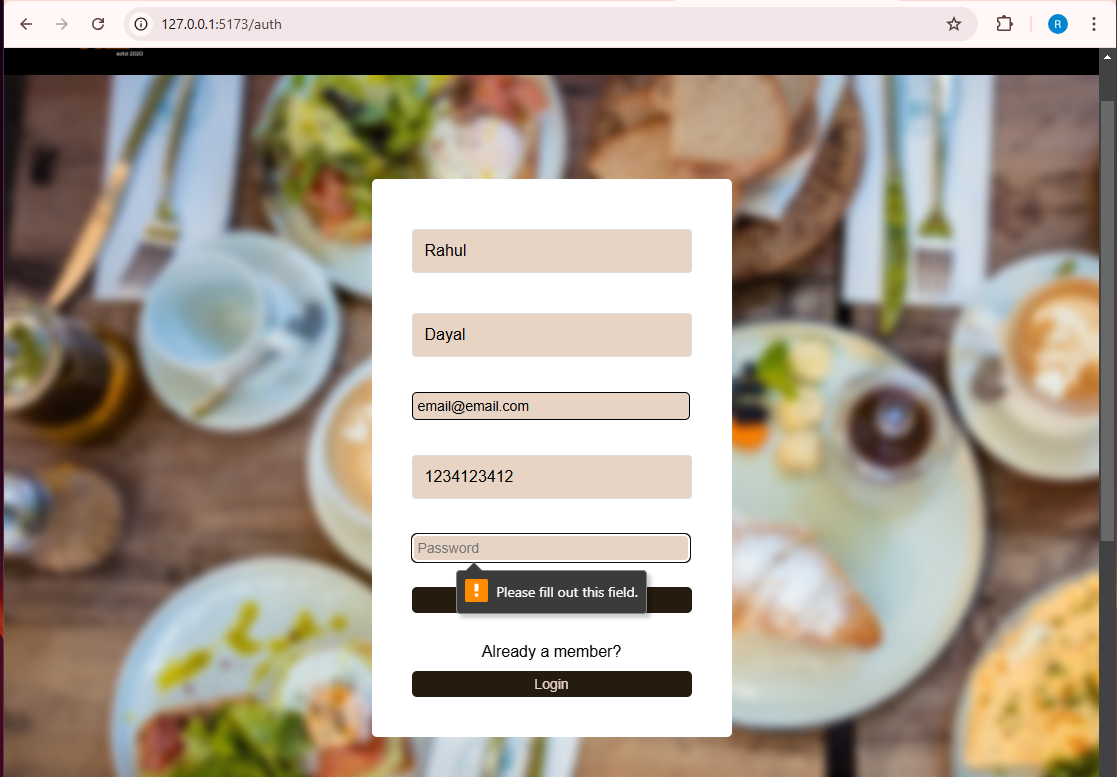 127.0.0.1:5173/auth
R
estd 2020
Rahul
Dayal
email@email.com
1234123412
Password
Please fill out this field.
Already a member?
Login